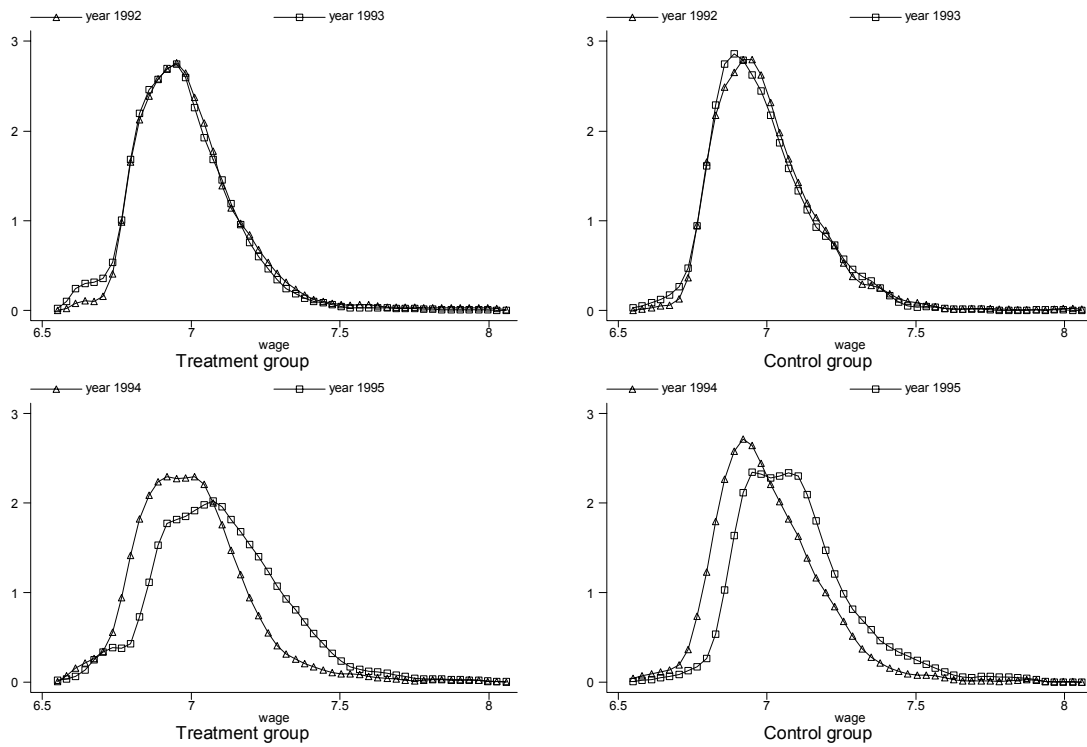 year 1992 year 1993
3
2
1
0
6.5 7 7.5 8
wage
Treatment group
year 1992 year 1993
3
2
1
0
6.5 7 7.5 8
wage
Control group
year 1994 year 1995
3
2
1
0
6.5 7 7.5 8
wage
Treatment group
year 1994 year 1995
3
2
1
0
6.5 7 7.5 8
wage
Control group